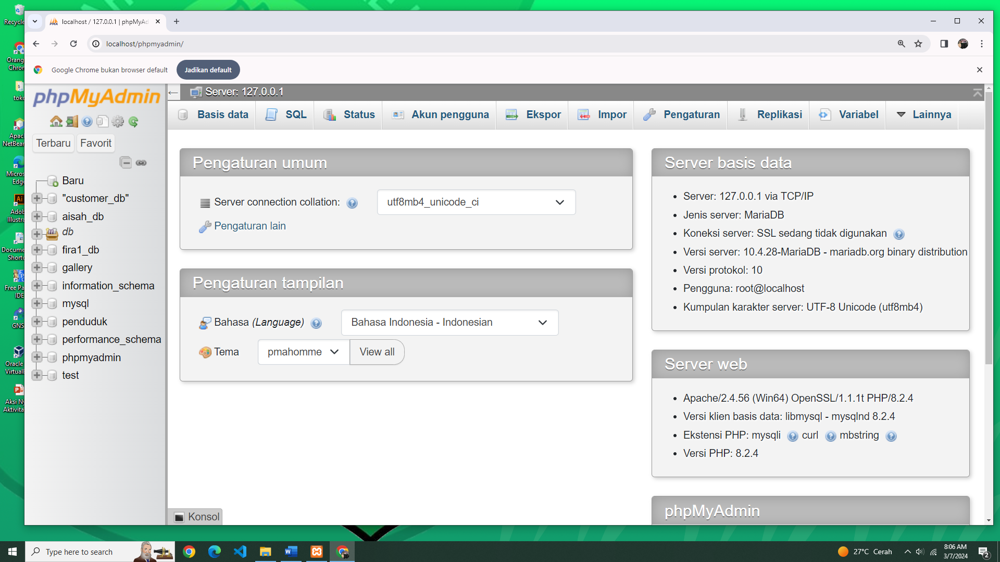 Recycle
localhost / 127.0.0.1 | phpMyAd
localhost/phpmyadmin/
Google Chrome bukan browser default
Jadikan default
Orang
Chro
toko
Apac
NetBean
Micros
Edge
Ai
Adob
Illustra
Docume
Shorto
Free Pa
IDE
GNS
Oracle
Virtual
Aksi Ny
Aktivita
phpMyAdmin
Terbaru
Favorit
Baru
"customer_db"
aisah_db
db
fira1_db
gallery
information_schema
mysql
penduduk
performance_schema
phpmyadmin
test
Server: 127.0.0.1
Basis data
SQL
Status
Akun pengguna
Ekspor
Impor
Pengaturan
Replikasi
Variabel
Lainnya
Pengaturan umum
Server connection collation:
utf8mb4_unicode_ci
Pengaturan lain
Pengaturan tampilan
Bahasa (Language)
Bahasa Indonesia - Indonesian
Tema
pmahomme
View all
Server basis data
Server: 127.0.0.1 via TCP/IP
Jenis server: MariaDB
Koneksi server: SSL sedang tidak digunakan
Versi server: 10.4.28-MariaDB - mariadb.org binary distribution
Versi protokol: 10
Pengguna: root@localhost
Kumpulan karakter server: UTF-8 Unicode (utf8mb4)
Server web
Apache/2.4.56 (Win64) OpenSSL/1.1.1t PHP/8.2.4
Versi klien basis data: libmysql - mysqlnd 8.2.4
Ekstensi PHP: mysqli curl mbstring
Versi PHP: 8.2.4
phpMyAdmin
Konsol
Type here to search
27°C Cerah
8:06 AM
3/7/2024
2